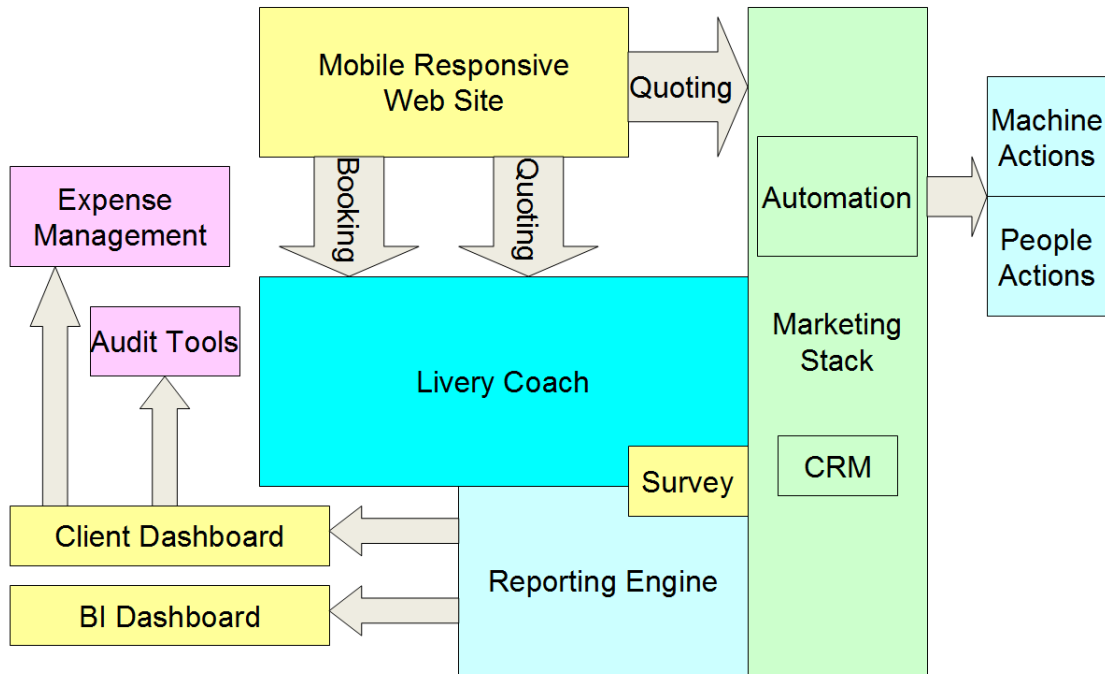 Mobile Responsive
Web Site
Quoting
Booking
Quoting
Machine
Actions
People
Actions
Automation
Expense
Management
Audit Tools
Livery Coach
Marketing
Stack
CRM
Survey
Client Dashboard
BI Dashboard
Reporting Engine